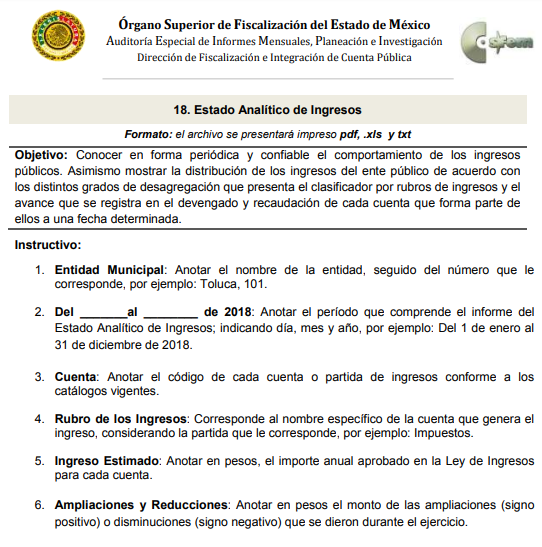 Órgano Superior de Fiscalización del Estado de México
Auditoría Especial de Informes Mensuales, Planeación e Investigación
Dirección de Fiscalización e Integración de Cuenta Pública
osfem
18. Estado Analítico de Ingresos
Formato: el archivo se presentará impreso pdf, .xls y txt
Objetivo: Conocer en forma periódica y confiable el comportamiento de los ingresos
públicos. Asimismo mostrar la distribución de los ingresos del ente público de acuerdo con
los distintos grados de desagregación que presenta el clasificador por rubros de ingresos y el
avance que se registra en el devengado y recaudación de cada cuenta que forma parte de
ellos a una fecha determinada.
Instructivo:
1. Entidad Municipal: Anotar el nombre de la entidad, seguido del número que le
corresponde, por ejemplo: Toluca, 101.
2. Del _______al ________ de 2018: Anotar el período que comprende el informe del
Estado Analítico de Ingresos; indicando día, mes y año, por ejemplo: Del 1 de enero al
31 de diciembre de 2018.
3. Cuenta: Anotar el código de cada cuenta o partida de ingresos conforme a los
catálogos vigentes.
4. Rubro de los Ingresos: Corresponde al nombre específico de la cuenta que genera el
ingreso, considerando la partida que le corresponde, por ejemplo: Impuestos.
5. Ingreso Estimado: Anotar en pesos, el importe anual aprobado en la Ley de Ingresos
para cada cuenta.
6. Ampliaciones y Reducciones: Anotar en pesos el monto de las ampliaciones (signo
positivo) o disminuciones (signo negativo) que se dieron durante el ejercicio.